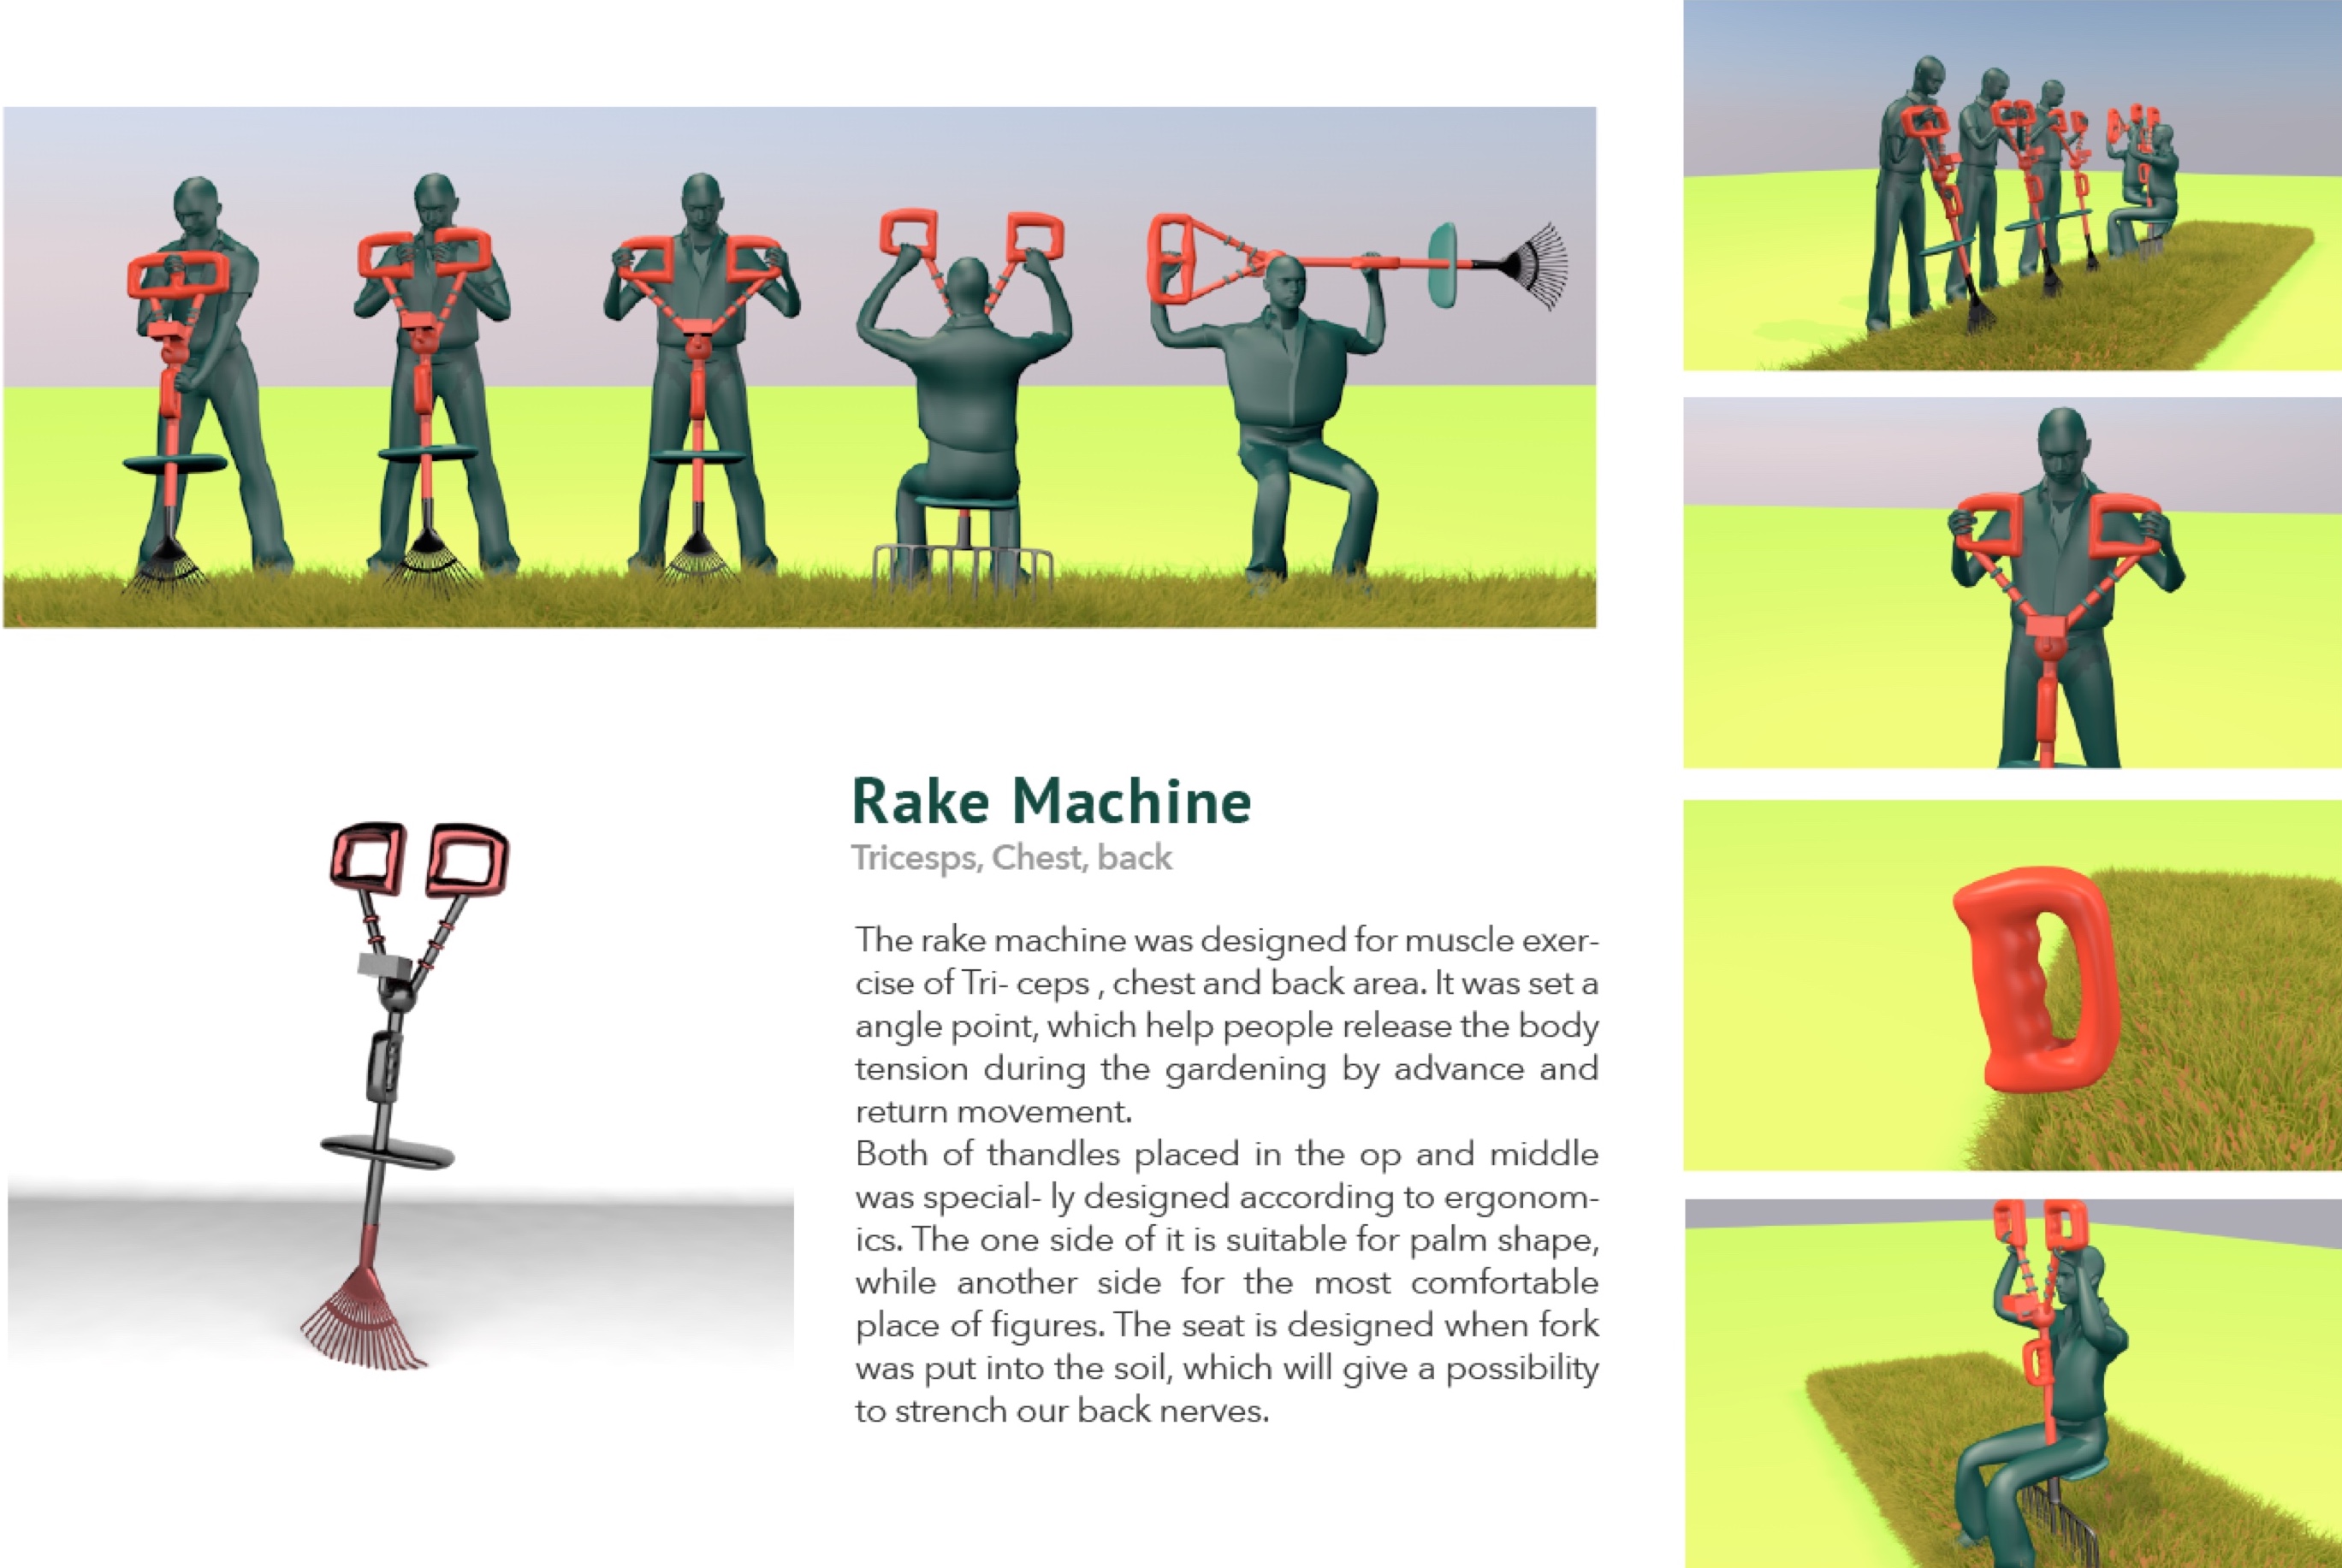 Rake Machine
Tricesps, Chest, back
The rake machine was designed for muscle exer-
cise of Tri- ceps , chest and back area. It was set a
angle point, which help people release the body
tension during the gardening by advance and
return movement.
Both of thandles placed in the op and middle
was special- ly designed according to ergonom-
ics. The one side of it is suitable for palm shape,
while another side for the most comfortable
place of figures. The seat is designed when fork
was put into the soil, which will give a possibility
to strench our back nerves.